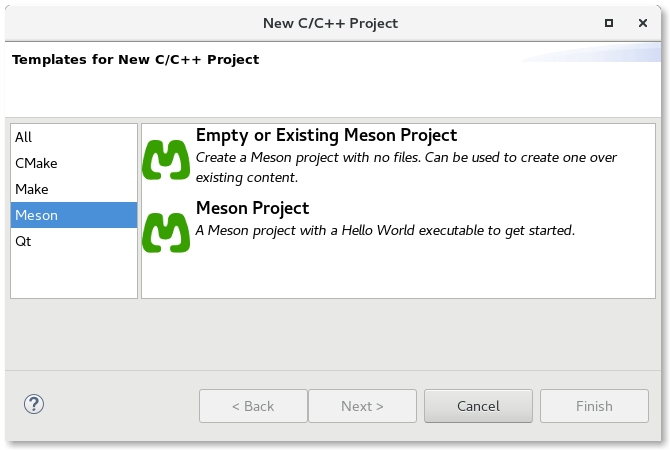 New C/C++ Project
Templates for New C/C++ Project
All
CMake
Make
Meson
Qt
Empty or Existing Meson Project
Create a Meson project with no files. Can be used to create one over
existing content.
Meson Project
A Meson project with a Hello World executable to get started.
?
< Back
Next >
Cancel
Finish